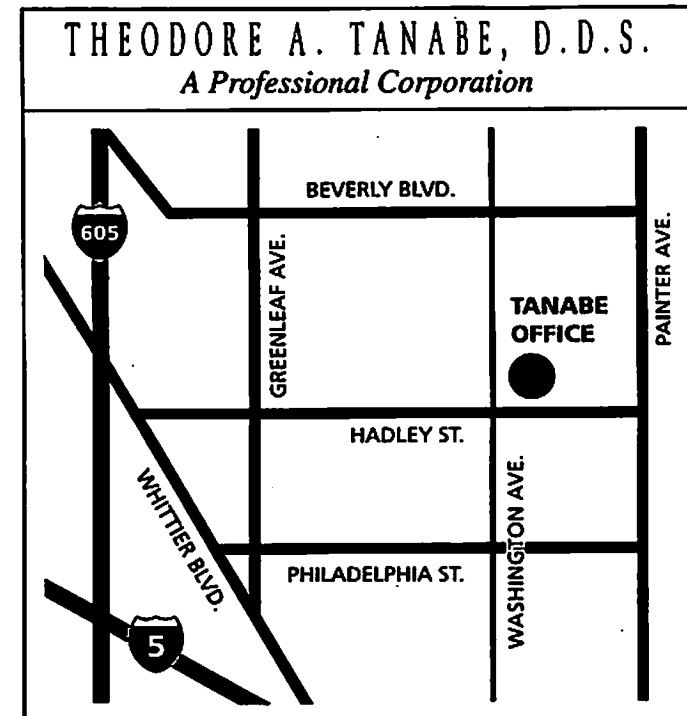 THEODORE A. TANABE, D.D.S.
A Professional Corporation
BEVERLY BLVD.
605
GREENLEAF AVE.
PAINTER AVE.
TANABE
OFFICE
HADLEY ST.
WHITTIER BLVD.
WASHINGTON AVE.
PHILADELPHIA ST.
5